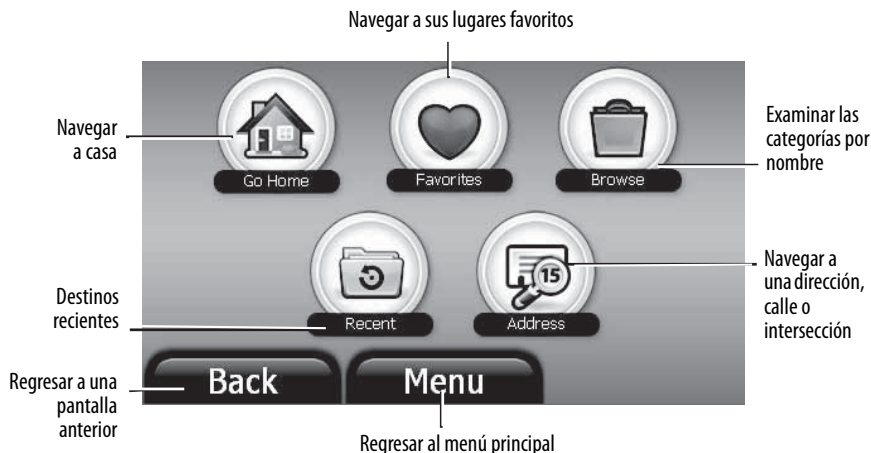 Navegar a sus lugares favoritos
Navegar
a casa
Examinar las
categorías por
nombre
Go Home
Favorites
Browse
15
Navegar a
una dirección,
calle o
intersección
Destinos
recientes
Recent
Address
Regresar a una
pantalla
anterior
Back
Menu
Regresar al menú principal